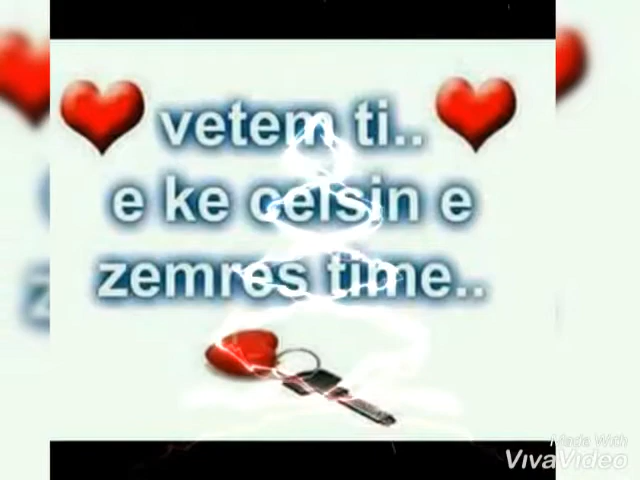 vetem ti..
e ke celsin e
zemres time..
Made With
VivaVideo